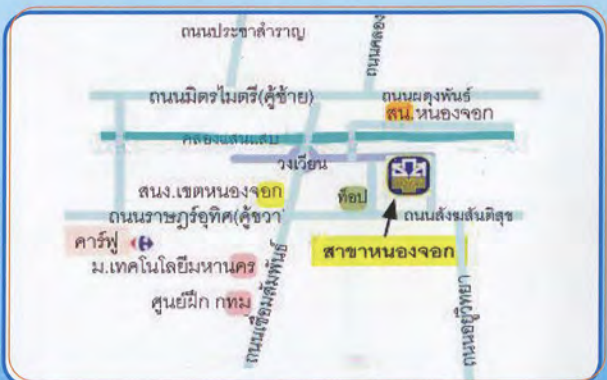 ถนนประชาสำราญ
ถนนคลอง
ถนนมิตรไมตรี(คู้ซ้าย)
ถนนผดุงพันธ์
สน.หนองจอก
คลองแสนแสบ
วงเวียน
สนง.เขตหนองจอก
ท็อป
ถนนราษฎร์อุทิศ(คู้ขวา)
ถนนสังฆสันติสุข
คาร์ฟู
สาขาหนองจอก
ม.เทคโนโลยีมหานคร
ศูนย์ฝึก กทม
ถนนเชื่อมสัมพันธ์
ถนนอยู่วิทยา